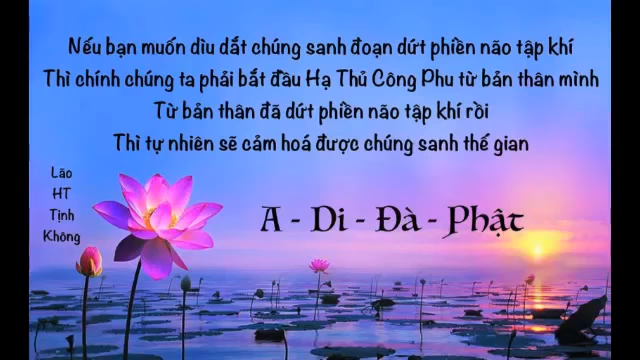 Nếu bạn muốn dìu dắt chúng sanh đoạn dứt phiền não tập khí
Thì chính chúng ta phải bắt đầu Hạ Thủ Công Phu từ bản thân mình
Từ bản thân đã dứt phiền não tập khí rồi
Thì tự nhiên sẽ cảm hoá được chúng sanh thế gian
Lão
HT
Tịnh
Không
A - Di - Đà - Phật